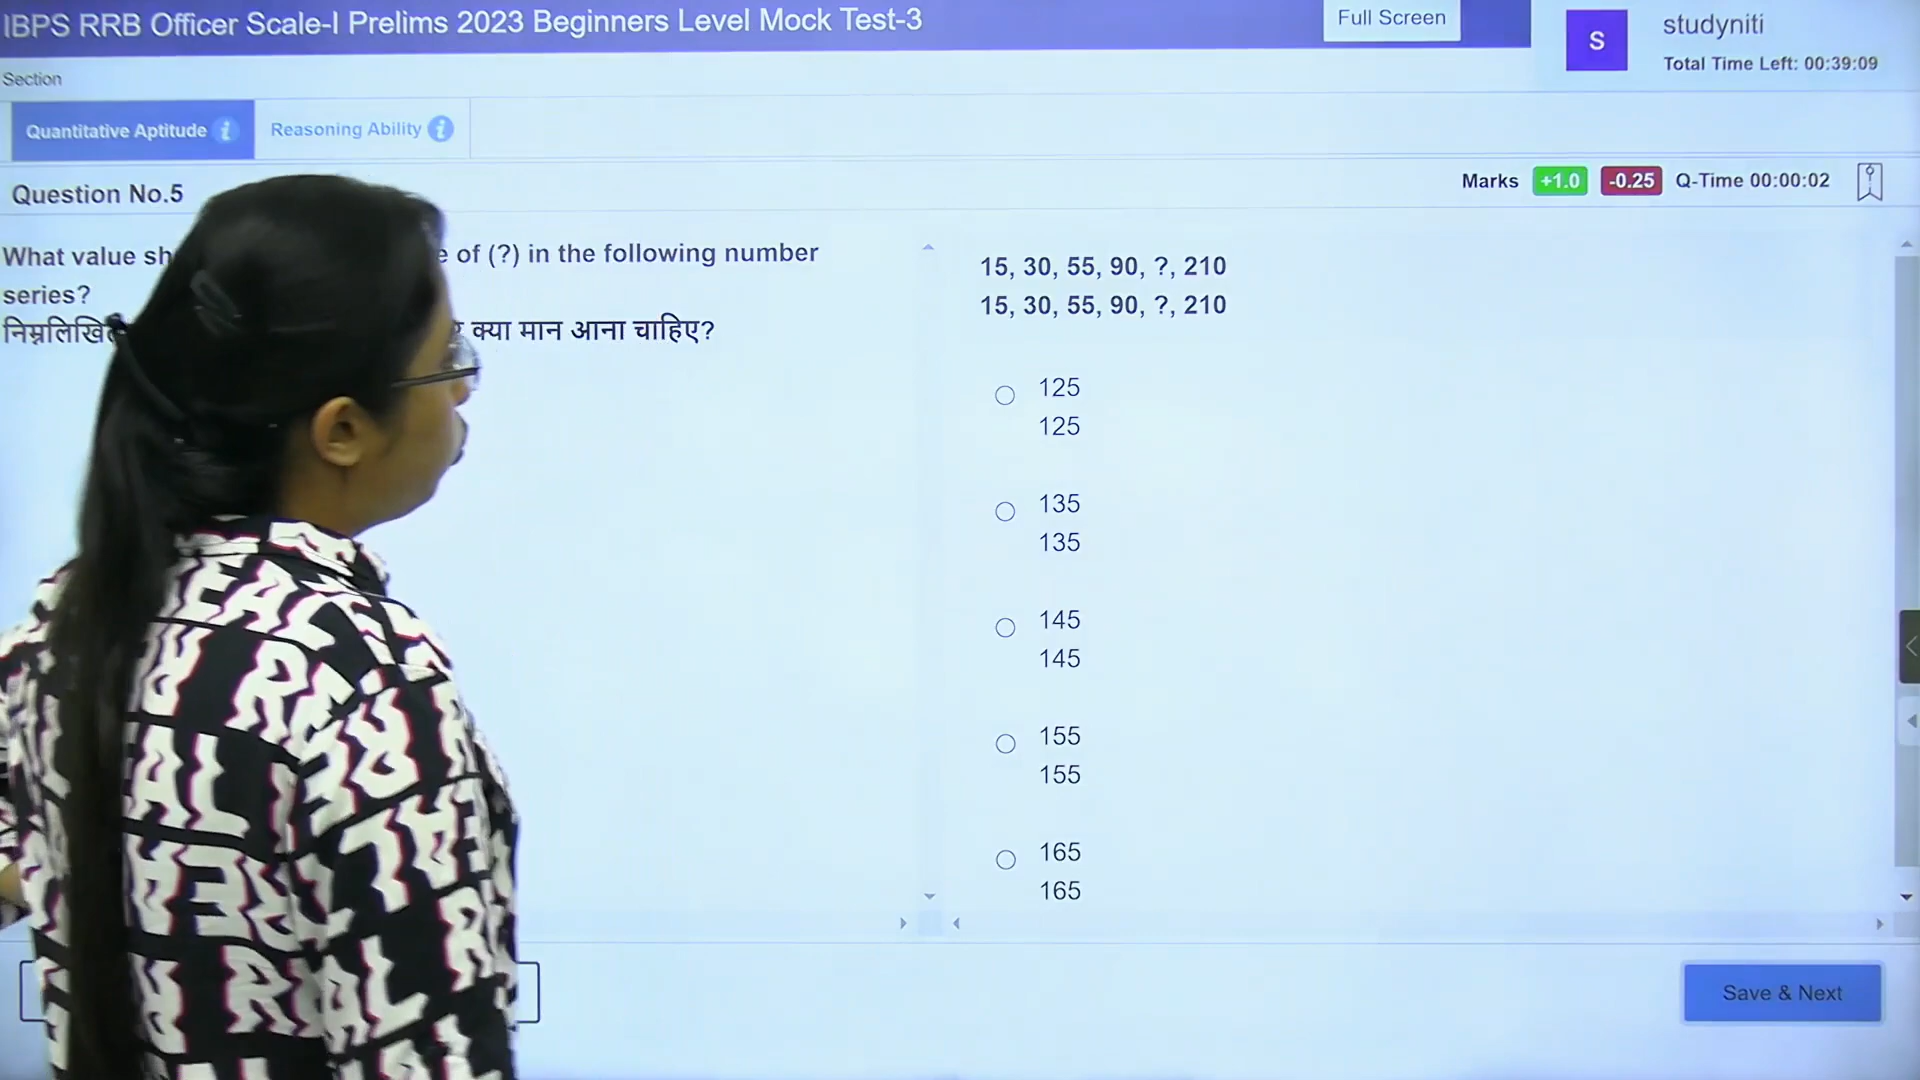 IBPS RRB Officer Scale-I Prelims 2023 Beginners Level Mock Test-3
Full Screen
S
studyniti
Total Time Left: 00:39:09
Section
Quantitative Aptitude i
Reasoning Ability i
Question No.5
Marks +1.0 -0.25 Q-Time 00:00:02
What value of (?) in the following number
series?
क्या मान आना चाहिए?
15, 30, 55, 90, ?, 210
15, 30, 55, 90, ?, 210
125
125
135
135
145
145
155
155
165
165
Save & Next